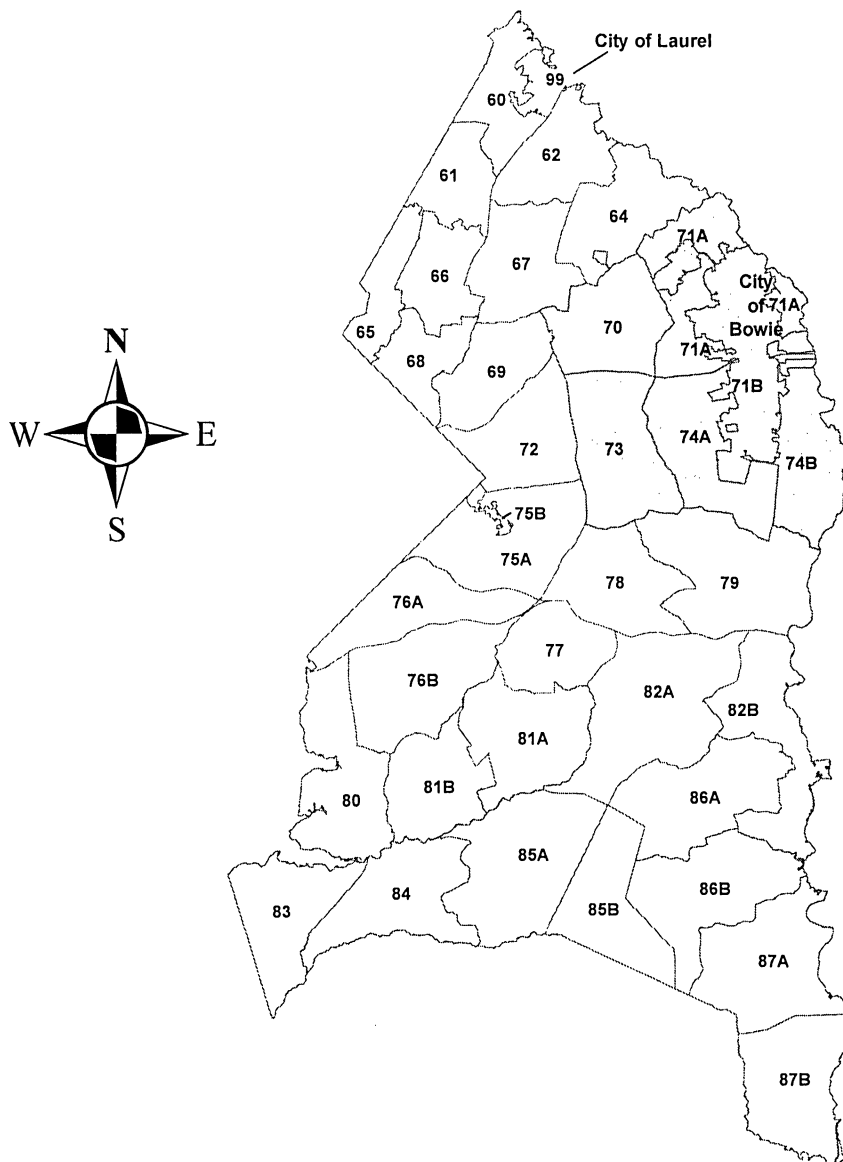 City of Laurel
99
60
62
61
64
71A
67
66
City
of
Bowie
71A
65
70
68
69
71A
71B
74A
72
73
74B
75B
75A
76A
78
79
77
76B
82A
82B
81A
81B
80
86A
85A
86B
84
83
85B
87A
87B
N
W
E
S